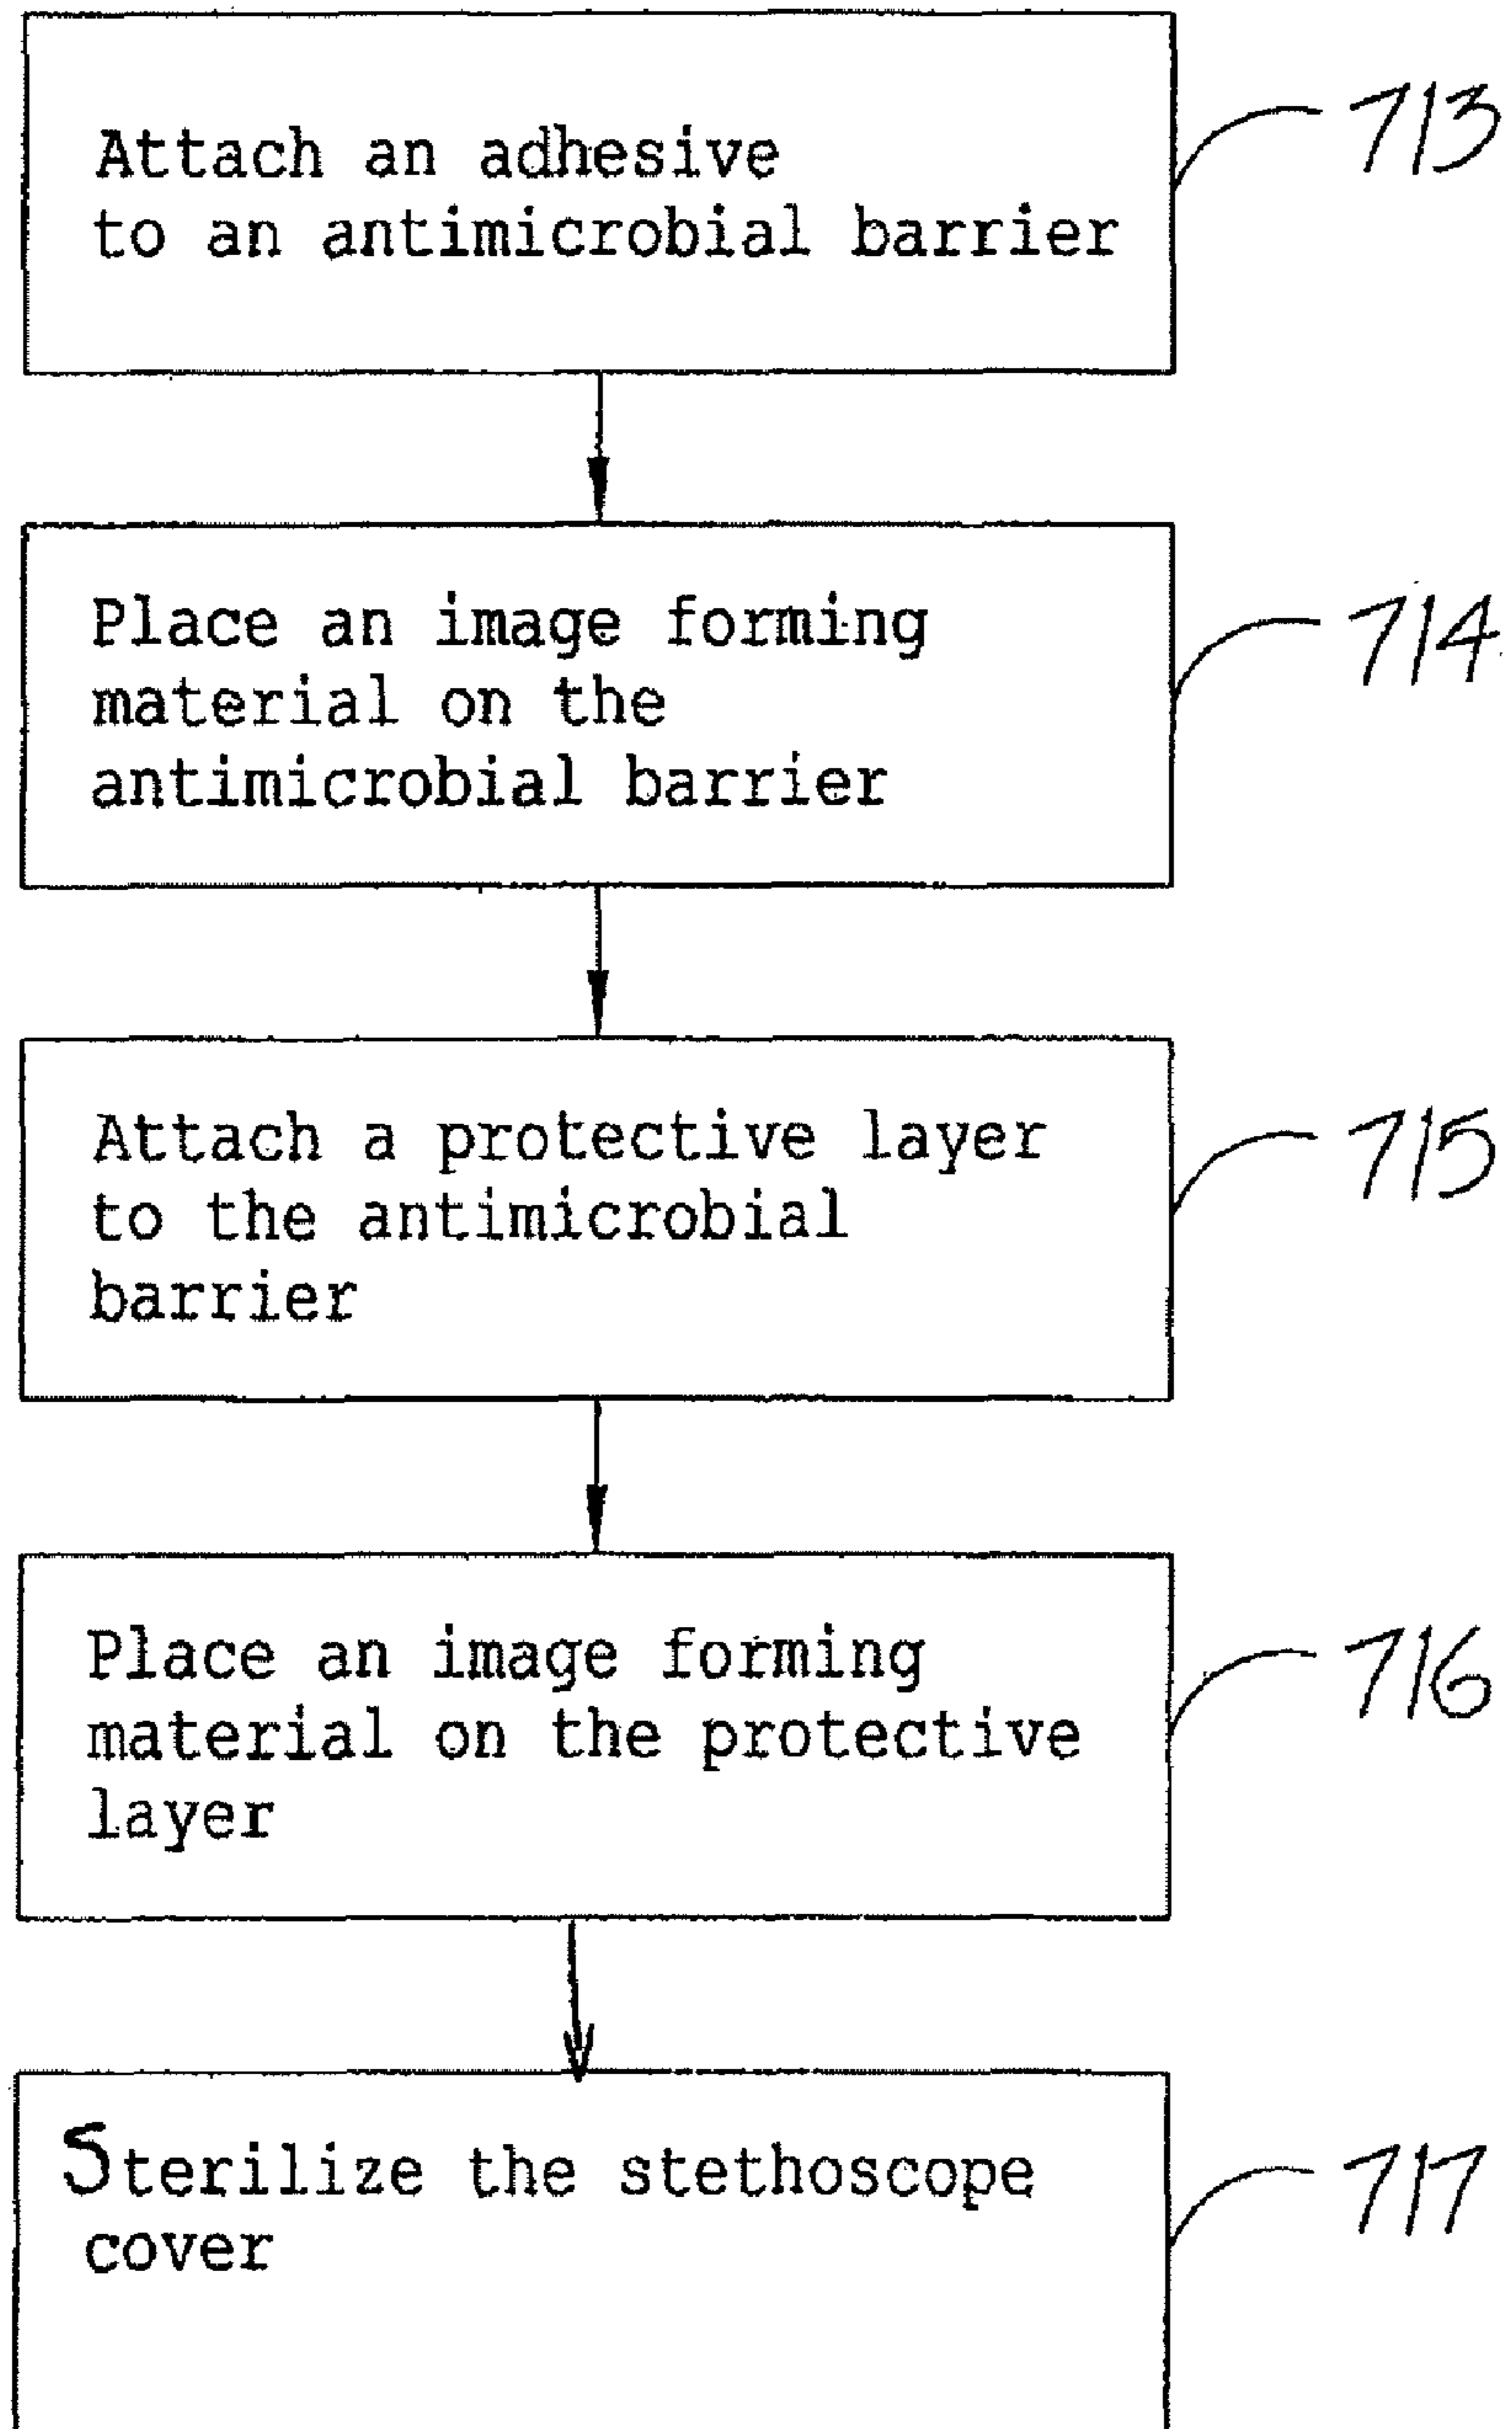 Attach an adhesive
to an antimicrobial barrier
713
Place an image forming
material on the
antimicrobial barrier
714
Attach a protective layer
to the antimicrobial
barrier
715
Place an image forming
material on the protective
layer
716
Sterilize the stethoscope
cover
717